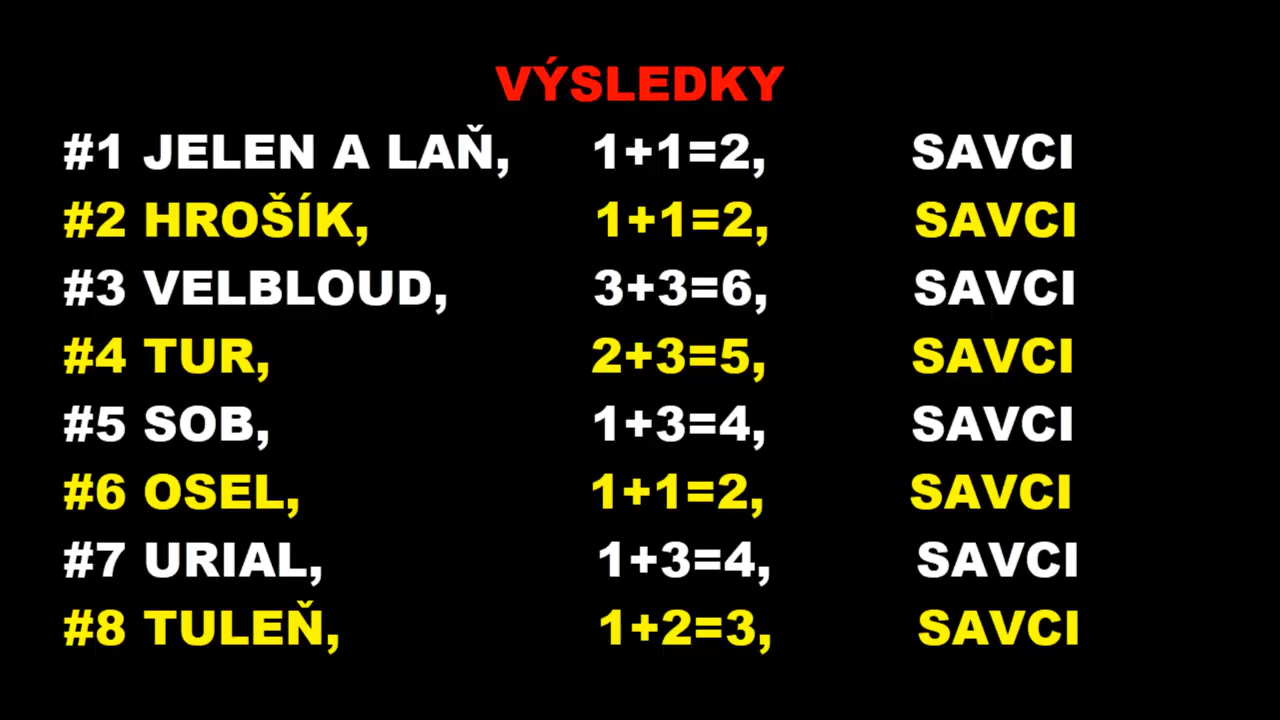 VÝSLEDKY
#1 JELEN A LAŇ, 1+1=2, SAVCI
#2 HROŠÍK, 1+1=2, SAVCI
#3 VELBLOUD, 3+3=6, SAVCI
#4 TUR, 2+3=5, SAVCI
#5 SOB, 1+3=4, SAVCI
#6 OSEL, 1+1=2, SAVCI
#7 URIAL, 1+3=4, SAVCI
#8 TULEŇ, 1+2=3, SAVCI